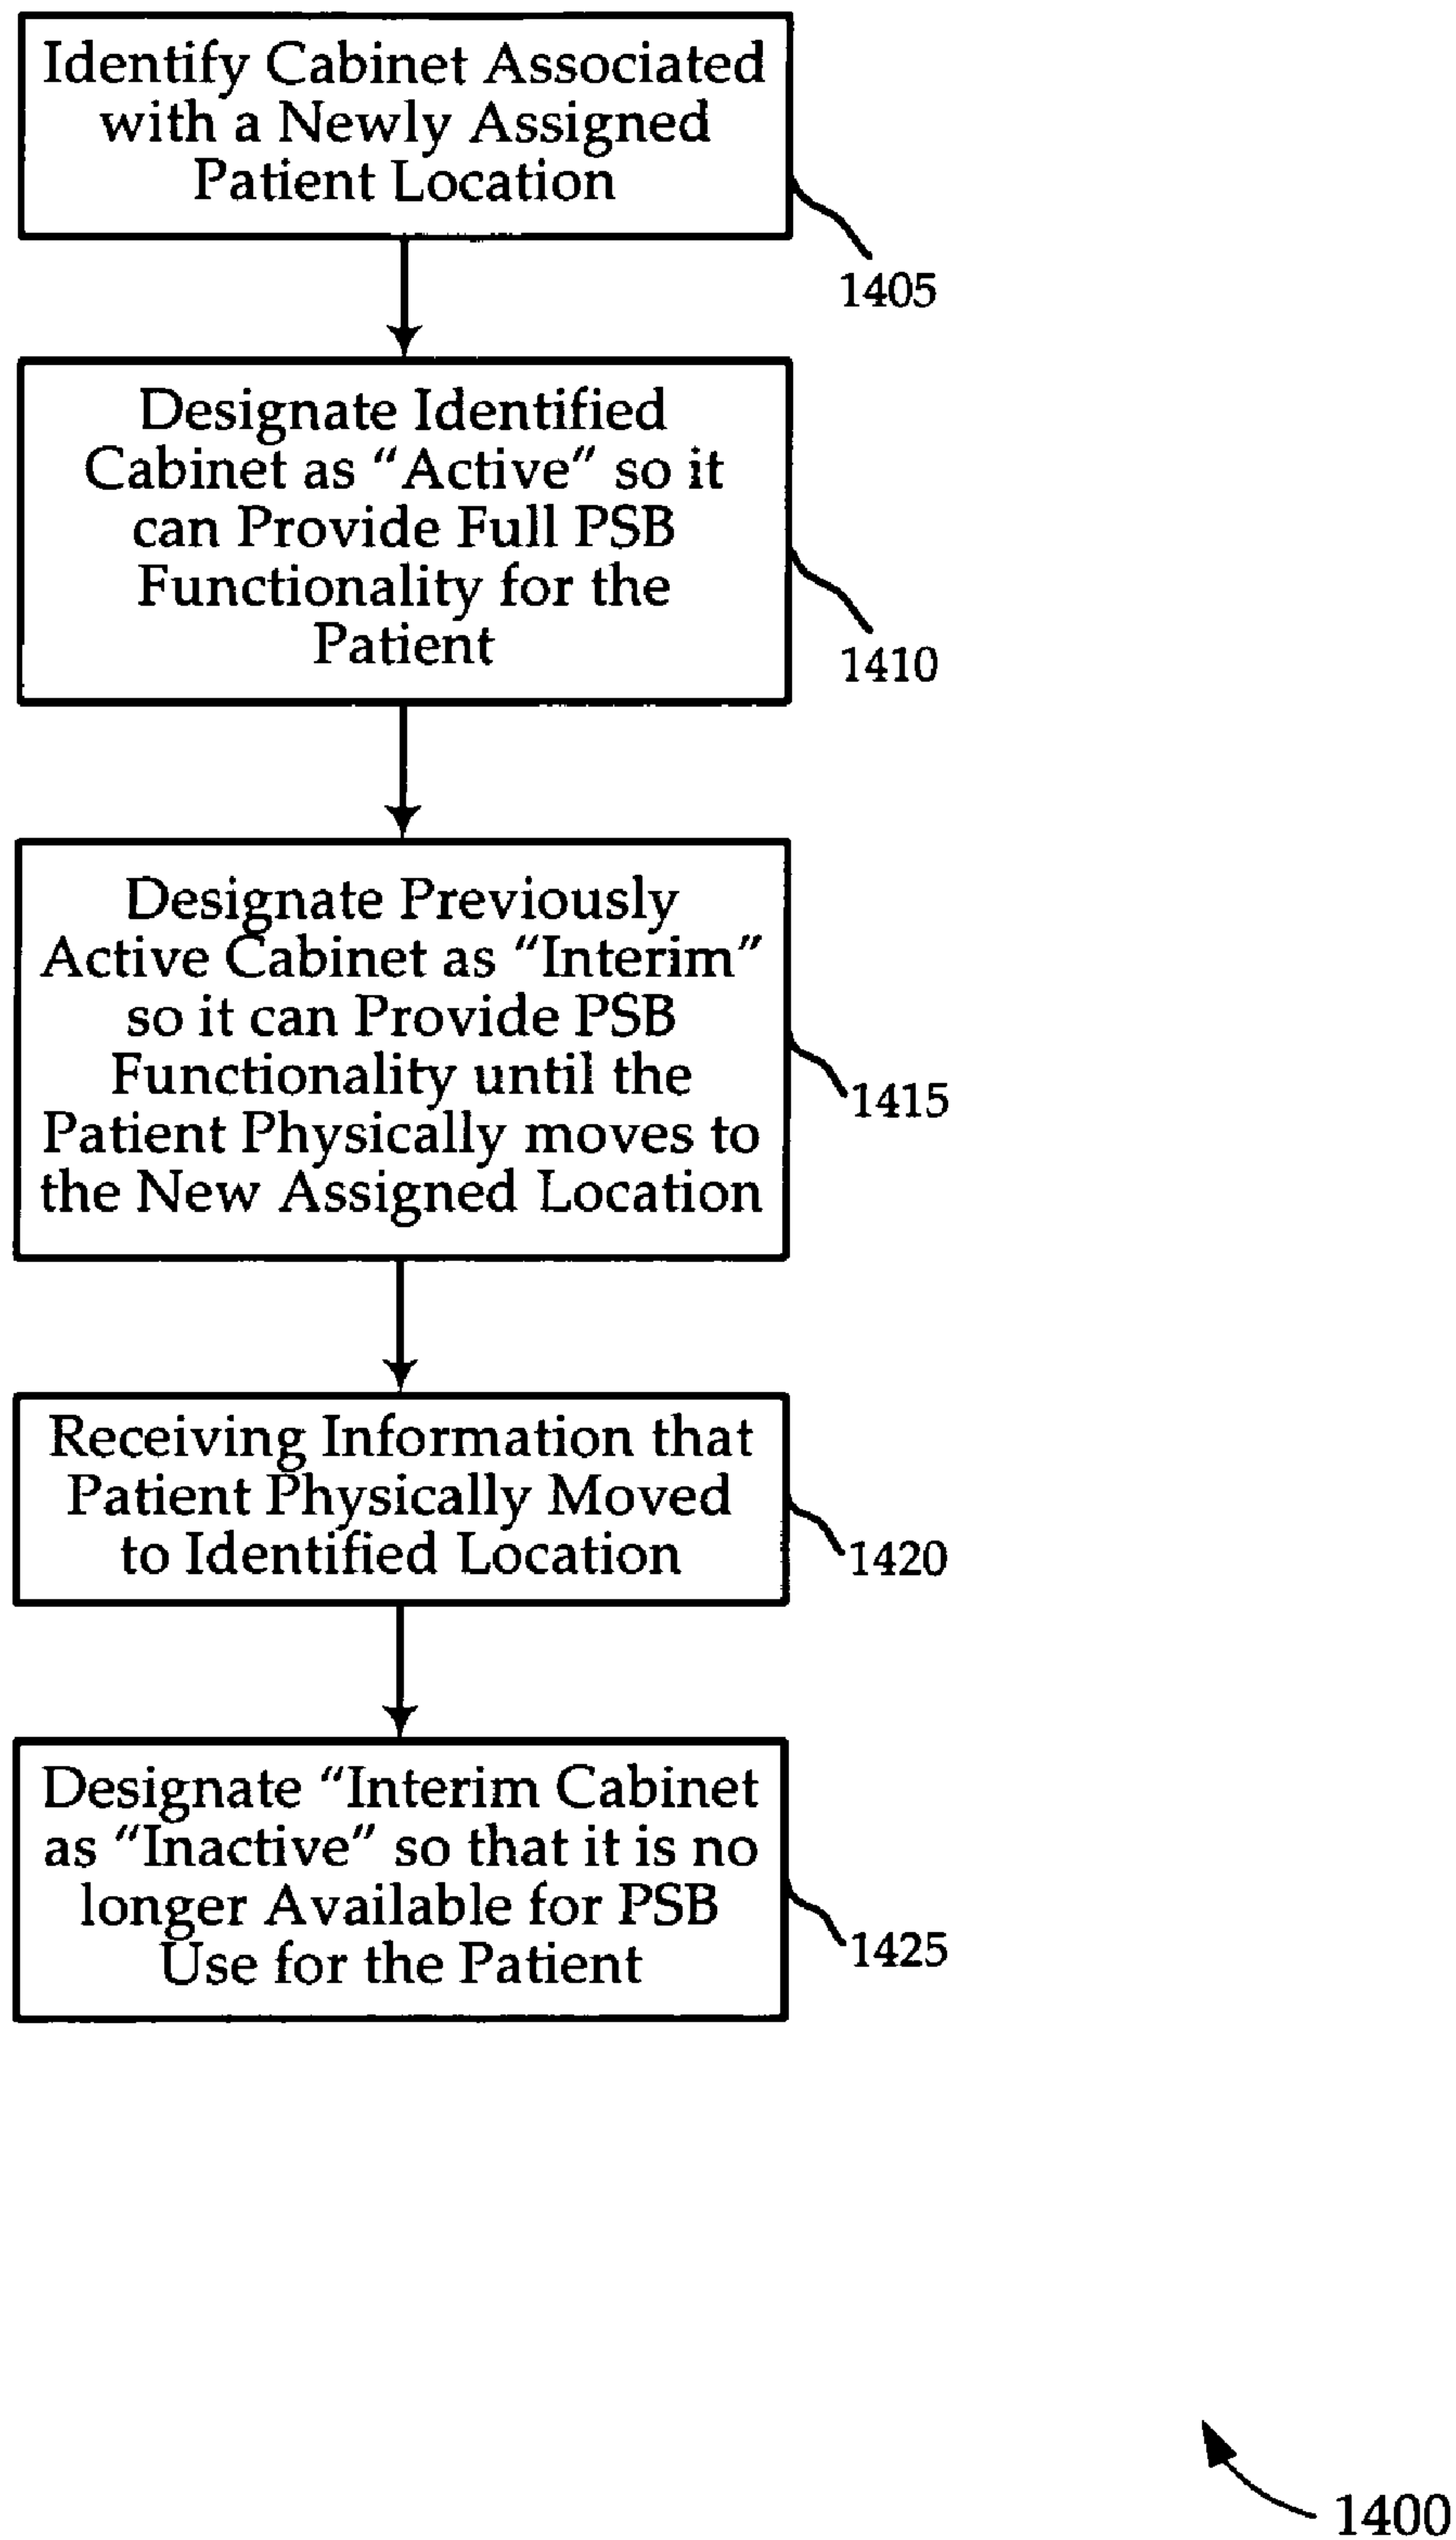 Identify Cabinet Associated
with a Newly Assigned
Patient Location
1405
Designate Identified
Cabinet as "Active" so it
can Provide Full PSB
Functionality for the
Patient
1410
Designate Previously
Active Cabinet as "Interim"
so it can Provide PSB
Functionality until the
Patient Physically moves to
the New Assigned Location
1415
Receiving Information that
Patient Physically Moved
to Identified Location
1420
Designate "Interim Cabinet
as "Inactive" so that it is no
longer Available for PSB
Use for the Patient
1425
1400